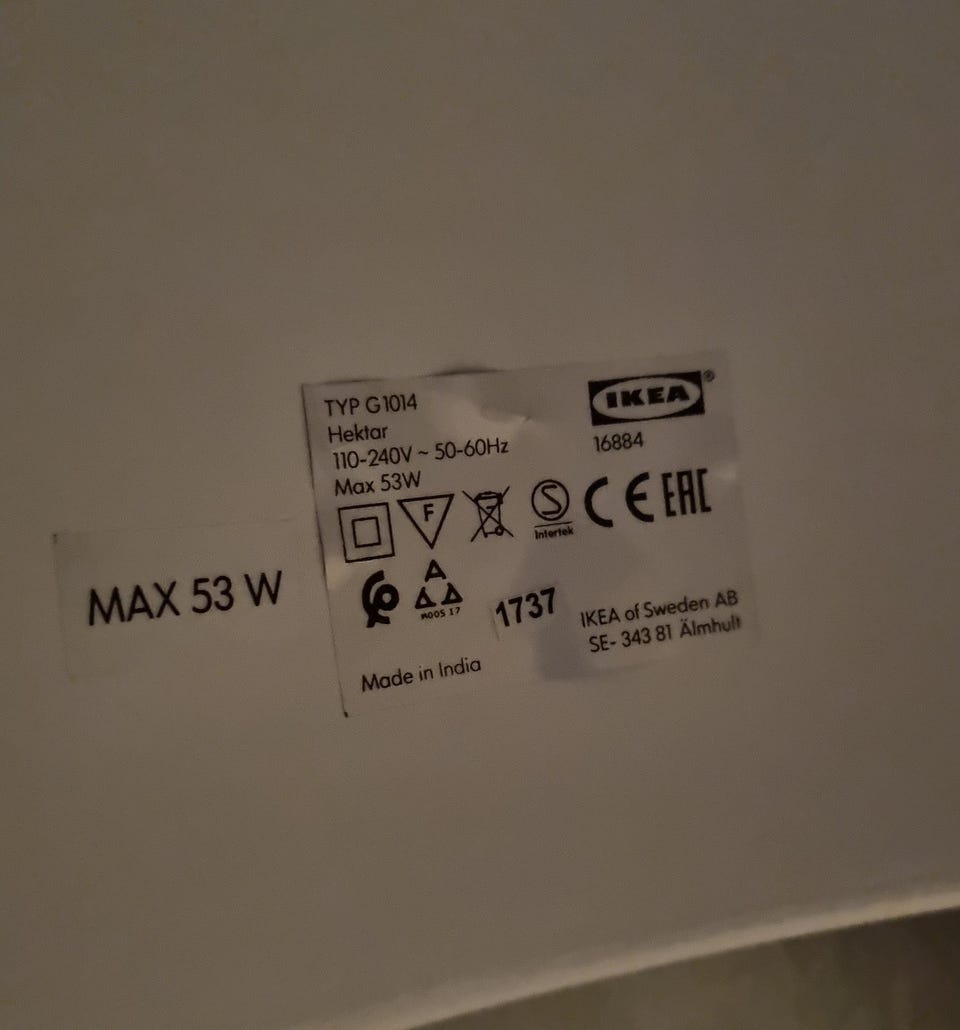 TYP G1014
Hektar
110-240V ~ 50-60Hz
Max 53W
IKEA®
16884
F
S
Intertek
CE EAC
1737
IKEA of Sweden AB
SE- 343 81 Älmhult
Made in India
MAX 53 W